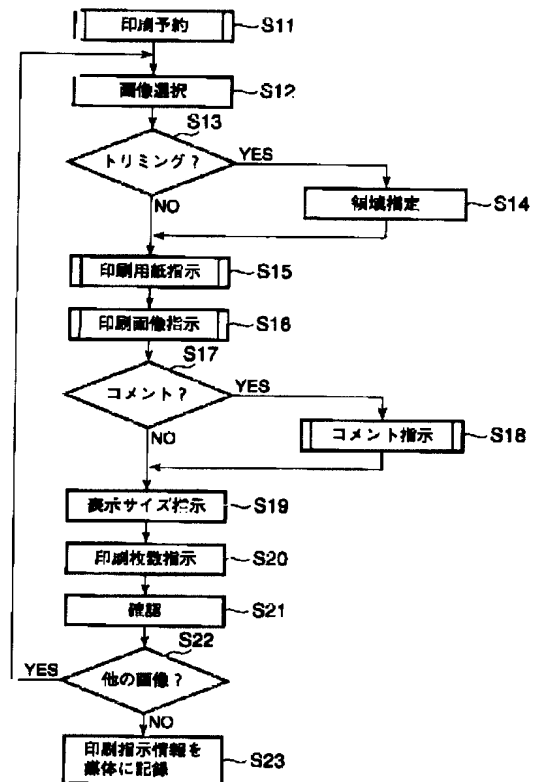 印刷予約 S11
画像選択 S12
S13
トリミング？ YES
NO
領域指定 S14
印刷用紙指示 S15
印刷画像指示 S16
S17
コメント？ YES
NO
コメント指示 S18
表示サイズ指示 S19
印刷枚数指示 S20
確認 S21
S22
YES 他の画像？
NO
印刷指示情報を
媒体に記録 S23